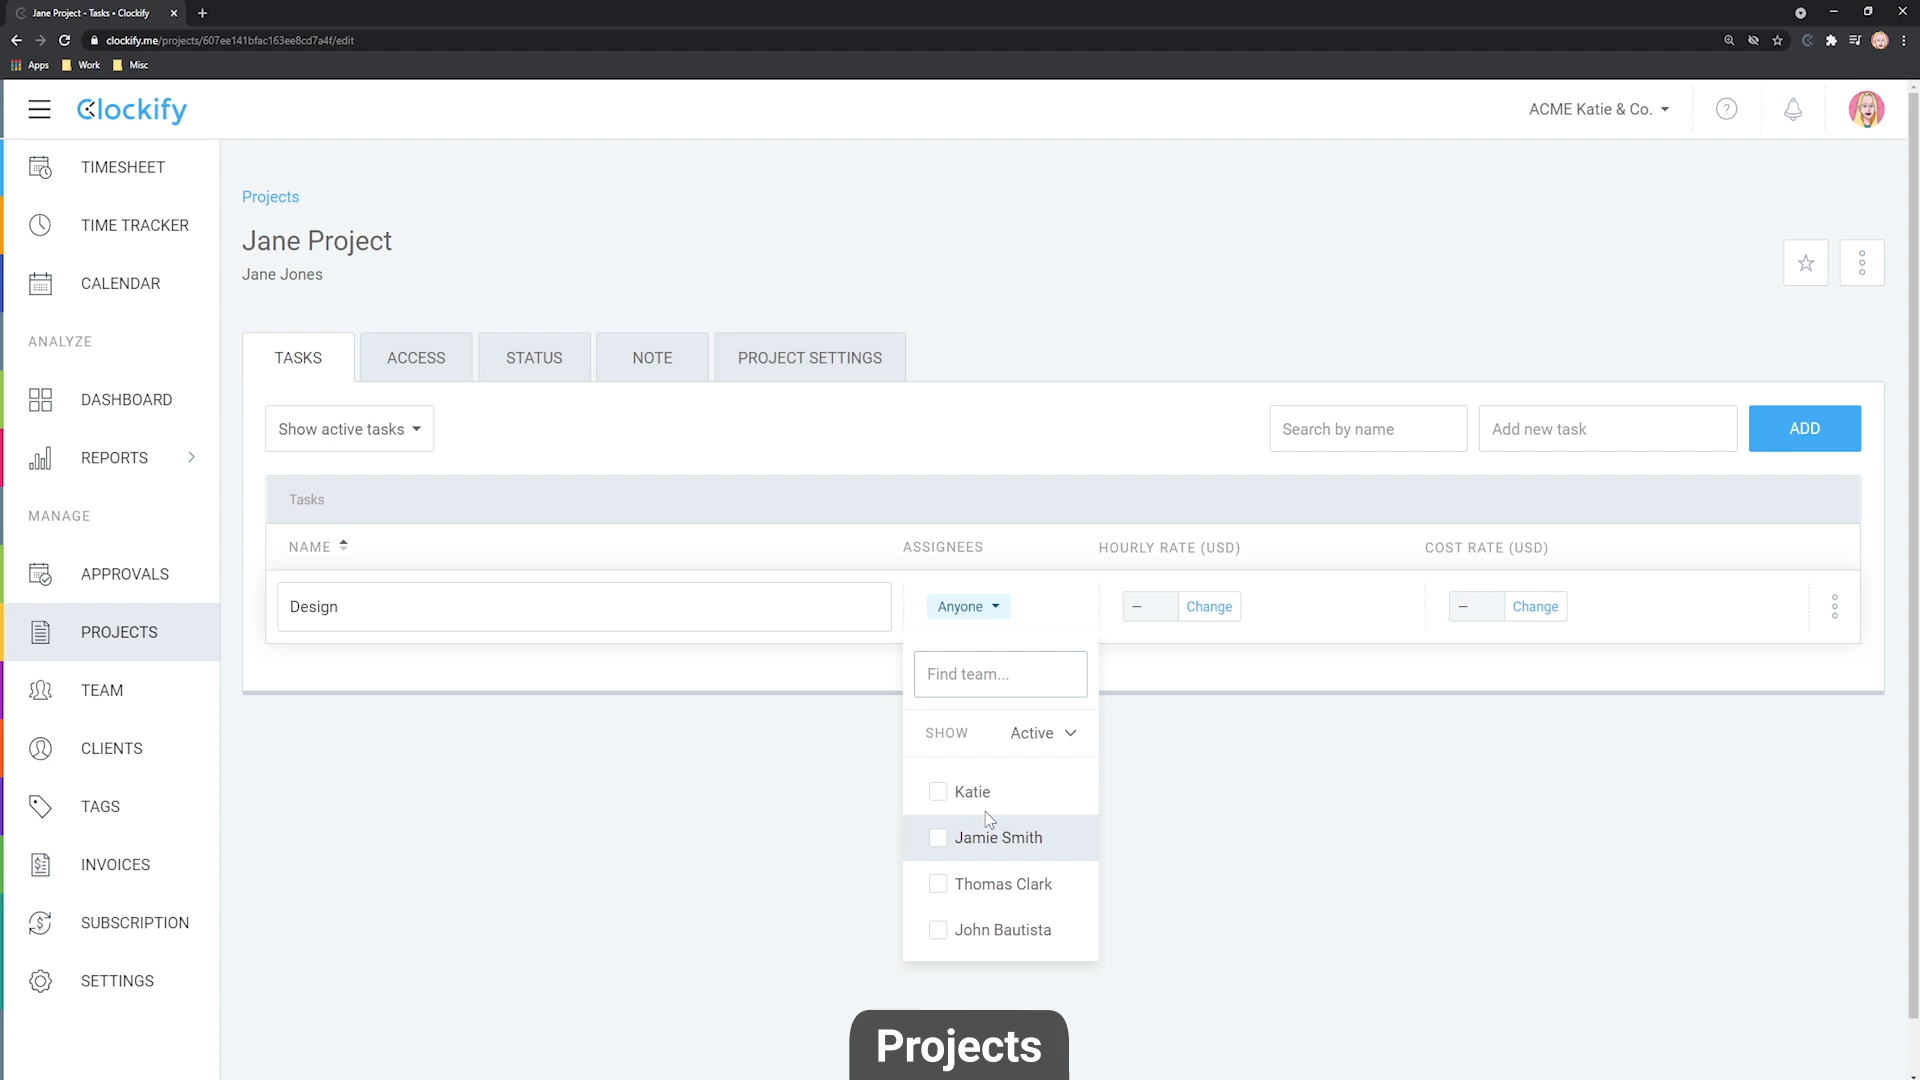 Jane Project - Tasks • Clockify
clockify.me/projects/607ee141bfac163ee8cd7a4f/edit
Apps
Work
Misc
Clockify
ACME Katie & Co.
TIMESHEET
TIME TRACKER
CALENDAR
ANALYZE
DASHBOARD
REPORTS
MANAGE
APPROVALS
PROJECTS
TEAM
CLIENTS
TAGS
INVOICES
SUBSCRIPTION
SETTINGS
Projects
Jane Project
Jane Jones
TASKS
ACCESS
STATUS
NOTE
PROJECT SETTINGS
Show active tasks
Search by name
Add new task
ADD
Tasks
NAME
ASSIGNEES
HOURLY RATE (USD)
COST RATE (USD)
Design
Anyone
– Change
– Change
Find team...
SHOW Active
Katie
Jamie Smith
Thomas Clark
John Bautista
Projects